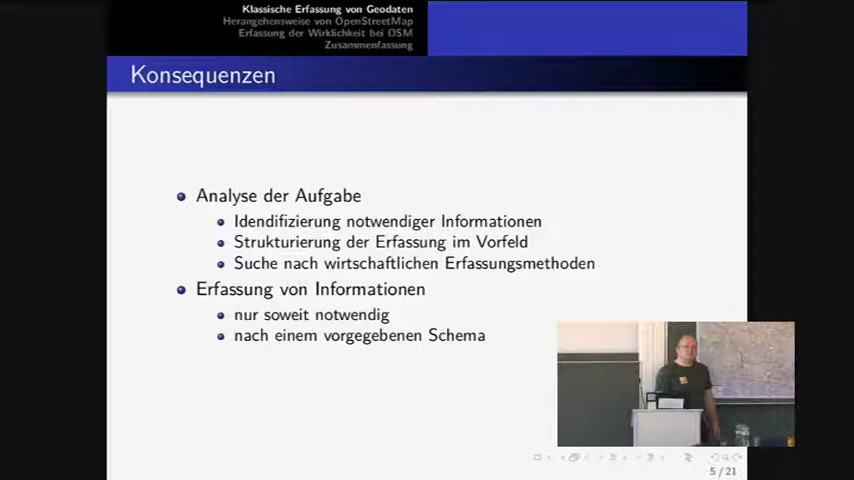 Klassische Erfassung von Geodaten
Herangehensweise von OpenStreetMap
Erfassung der Wirklichkeit bei OSM
Zusammenfassung
Konsequenzen
Analyse der Aufgabe
Idendifizierung notwendiger Informationen
Strukturierung der Erfassung im Vorfeld
Suche nach wirtschaftlichen Erfassungsmethoden
Erfassung von Informationen
nur soweit notwendig
nach einem vorgegebenen Schema
5/21